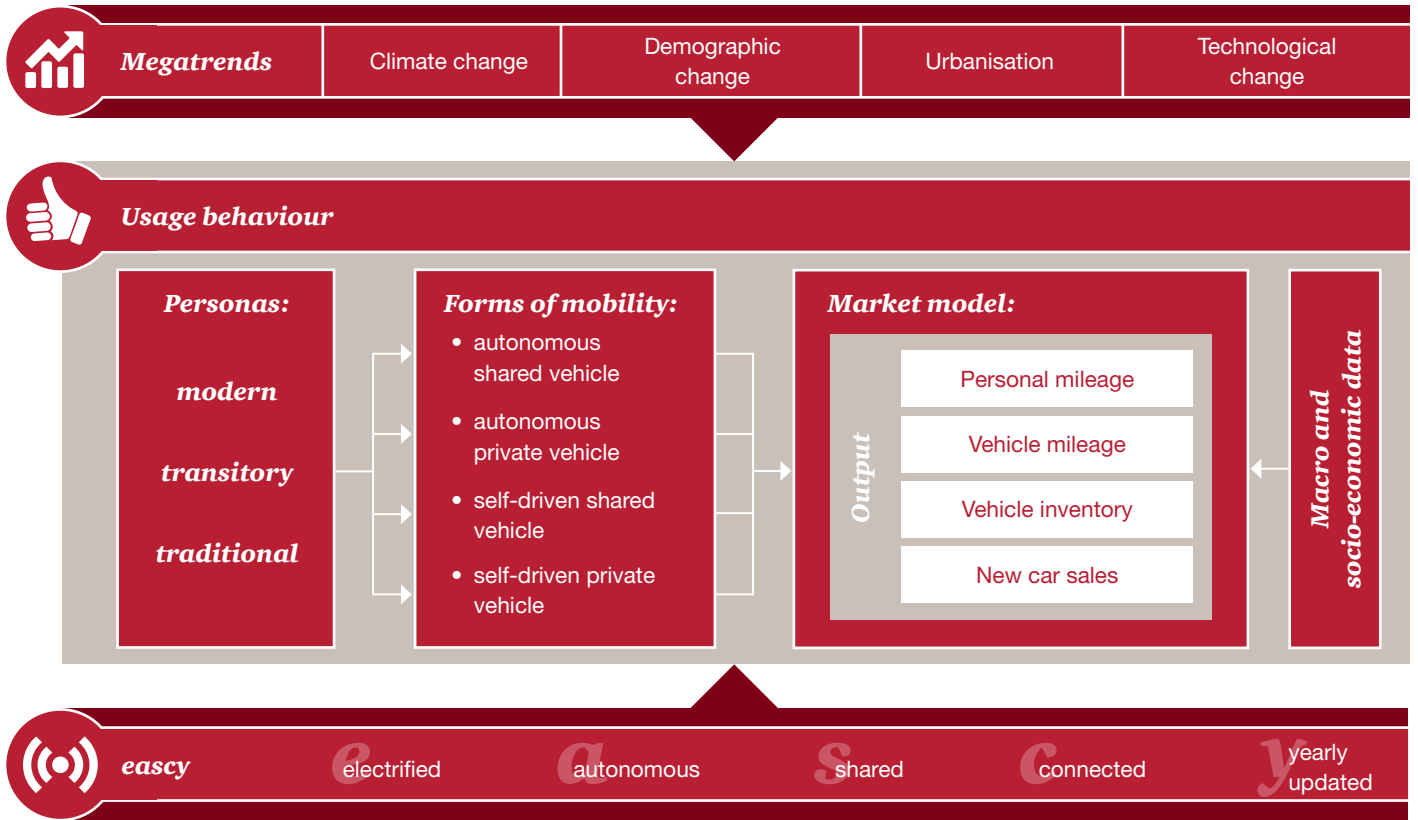 Megatrends
Climate change
Demographic
change
Urbanisation
Technological
change
Usage behaviour
Personas:
modern
transitory
traditional
Forms of mobility:
• autonomous
shared vehicle
• autonomous
private vehicle
• self-driven shared
vehicle
• self-driven private
vehicle
Market model:
Output
Personal mileage
Vehicle mileage
Vehicle inventory
New car sales
Macro and
socio-economic data
eascy
e
electrified
a
autonomous
s
shared
c
connected
y
yearly
updated